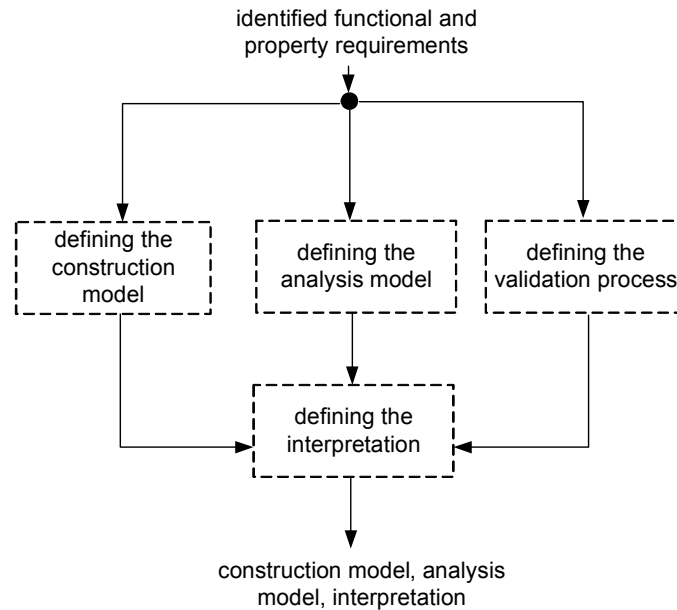 identified functional and
property requirements
defining the
construction
model
defining the
analysis model
defining the
validation process
defining the
interpretation
construction model, analysis
model, interpretation